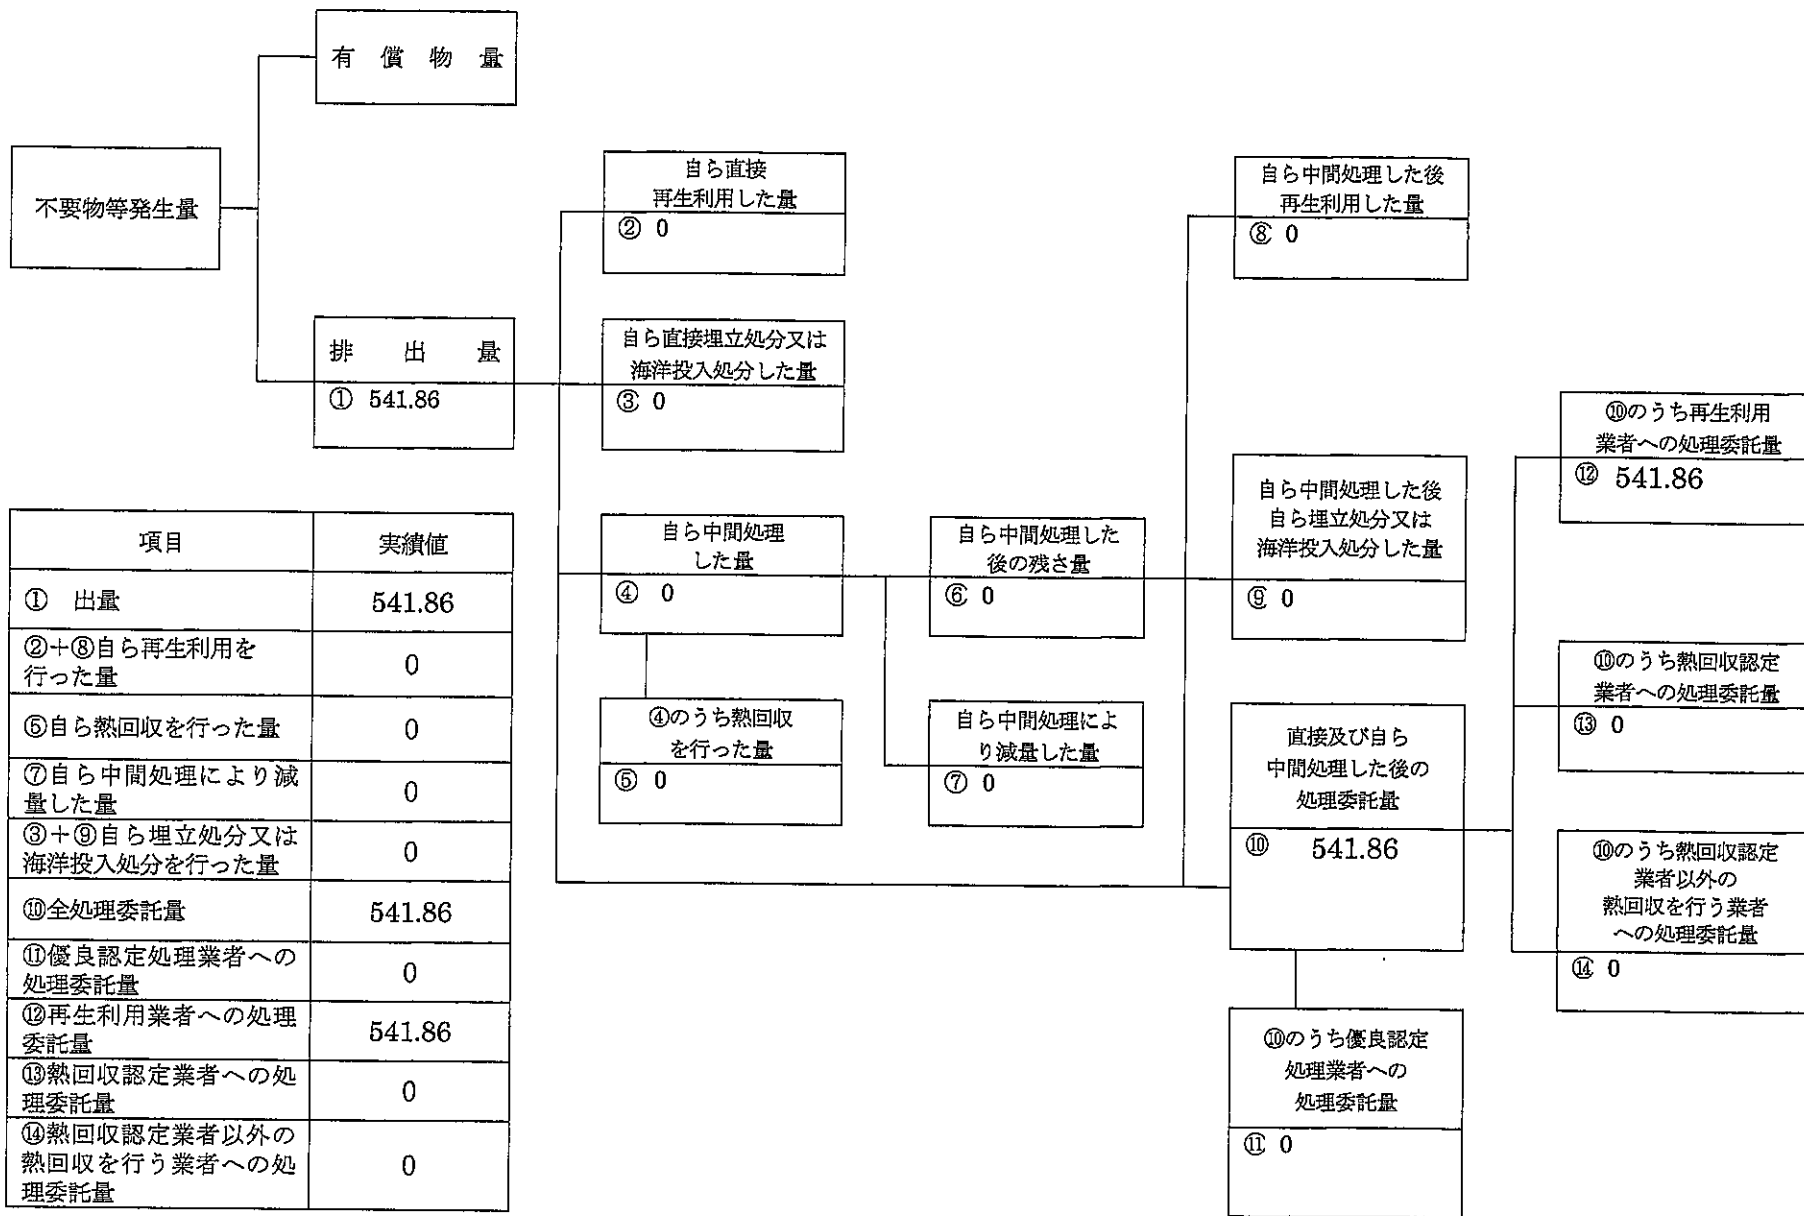 有償物量
不要物等発生量
排出量
① 541.86
自ら直接
再生利用した量
② 0
自ら直接埋立処分又は
海洋投入処分した量
③ 0
自ら中間処理
した量
④ 0
④のうち熱回収
を行った量
⑤ 0
自ら中間処理した
後の残さ量
⑥ 0
自ら中間処理によ
り減量した量
⑦ 0
自ら中間処理した後
再生利用した量
⑧ 0
自ら中間処理した後
自ら埋立処分又は
海洋投入処分した量
⑨ 0
直接及び自ら
中間処理した後の
処理委託量
⑩ 541.86
⑩のうち優良認定
処理業者への
処理委託量
⑪ 0
⑩のうち再生利用
業者への処理委託量
⑫ 541.86
⑩のうち熱回収認定
業者への処理委託量
⑬ 0
⑩のうち熱回収認定
業者以外の
熱回収を行う業者
への処理委託量
⑭ 0
項目 実績値
① 出量 541.86
②+⑧自ら再生利用を
行った量 0
⑤自ら熱回収を行った量 0
⑦自ら中間処理により減
量した量 0
③+⑨自ら埋立処分又は
海洋投入処分を行った量 0
⑩全処理委託量 541.86
⑪優良認定処理業者への
処理委託量 0
⑫再生利用業者への処理
委託量 541.86
⑬熱回収認定業者への処
理委託量 0
⑭熱回収認定業者以外の
熱回収を行う業者への処
理委託量 0